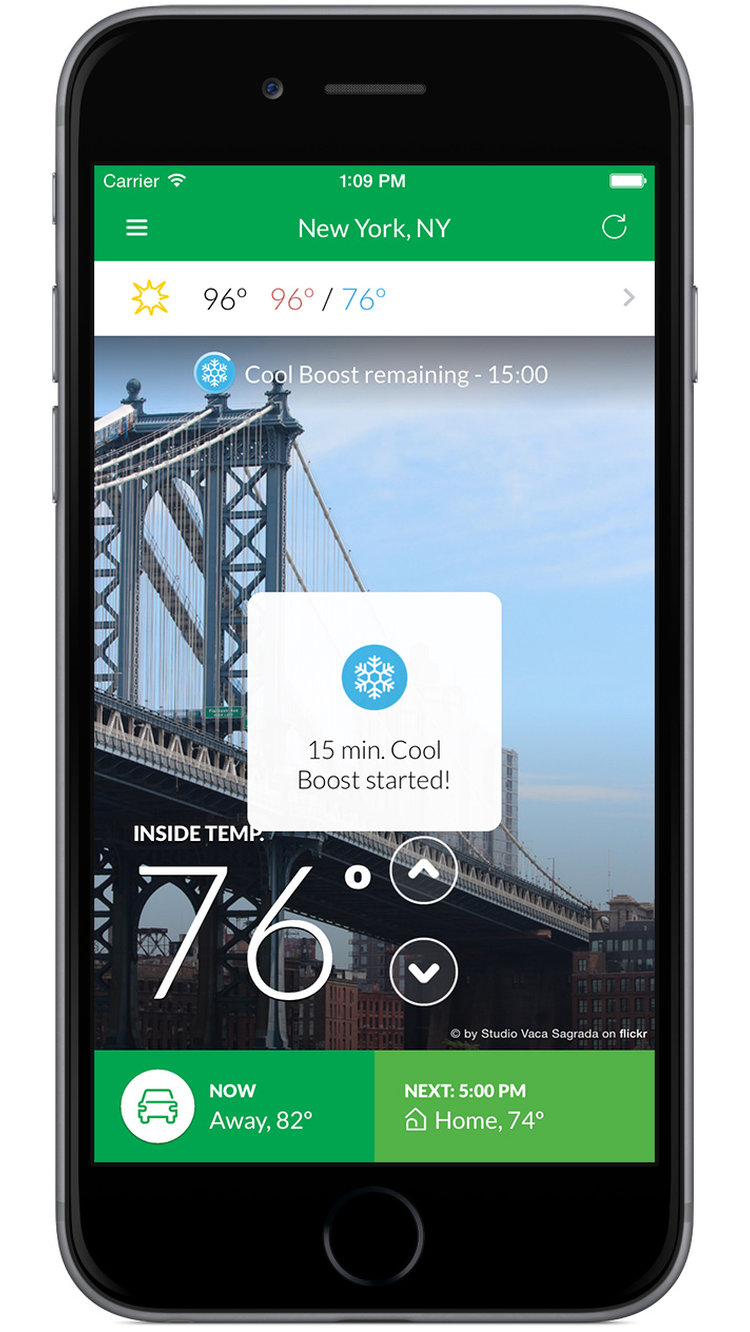 Carrier 1:09 PM
New York, NY
96° 96° / 76°
Cool Boost remaining - 15:00
15 min. Cool
Boost started!
INSIDE TEMP.
76°
© by Studio Vaca Sagrada on flickr
NOW
Away, 82°
NEXT: 5:00 PM
Home, 74°